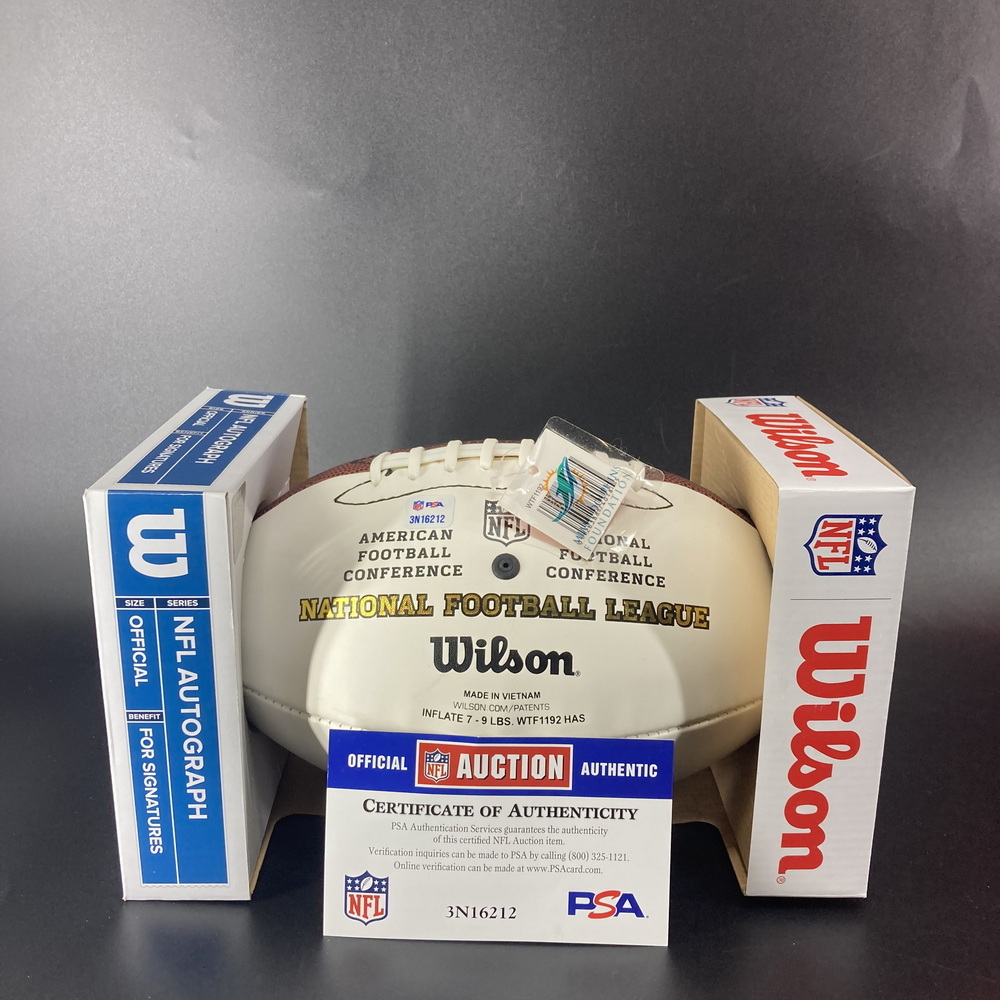 W
NFL AUTOGRAPH
OFFICIAL
FOR SIGNATURES
W
SIZE
SERIES
OFFICIAL
NFL AUTOGRAPH
BENEFIT
FOR SIGNATURES
NFL PSA
3N16212
NFL
WTF1192
FOUNDATION
AMERICAN
FOOTBALL
CONFERENCE
FOOTBALL
CONFERENCE
NATIONAL FOOTBALL LEAGUE
Wilson®
MADE IN VIETNAM
WILSON.COM/PATENTS
INFLATE 7 - 9 LBS. WTF1192 HAS
NFL
Wilson
NFL
Wilson®
OFFICIAL NFL AUCTION AUTHENTIC
CERTIFICATE OF AUTHENTICITY
PSA Authentication Services guarantees the authenticity
of this certified NFL Auction item.
Verification inquiries can be made to PSA by calling (800) 325-1121.
Online verification can be made at www.PSAcard.com.
NFL
3N16212
PSA